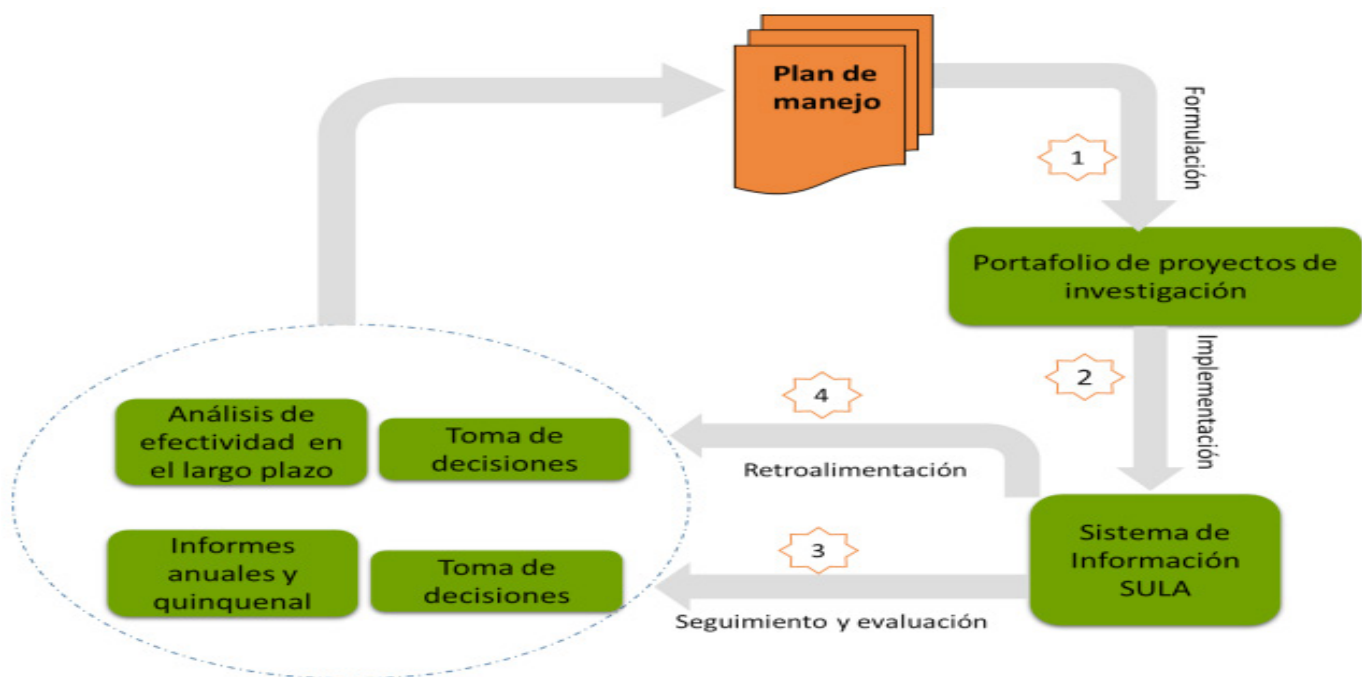 Plan de
manejo
Formulación
1
Portafolio de proyectos de
investigación
Implementación
2
4
Retroalimentación
Análisis de
efectividad en
el largo plazo
Toma de
decisiones
Sistema de
Información
SULA
3
Seguimiento y evaluación
Informes
anuales y
quinquenal
Toma de
decisiones